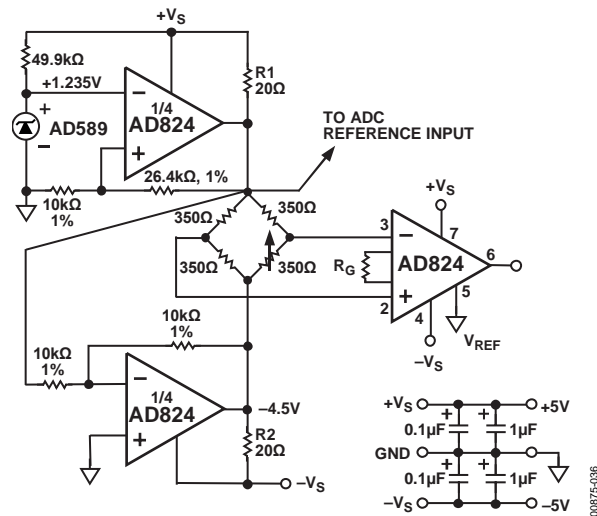 +VS
49.9kΩ
+1.235V
R1
20Ω
+
–
AD589
–
1/4
AD824
+
TO ADC
REFERENCE INPUT
26.4kΩ, 1%
10kΩ
1%
350Ω
350Ω
350Ω
350Ω
+VS
3
–
7
RG
AD824
6
+
2
4
5
–VS
VREF
10kΩ
1%
10kΩ
1%
–
1/4
AD824
+
–4.5V
R2
20Ω
–VS
+VS
+
+
+5V
0.1µF
1µF
GND
+
+
0.1µF
1µF
–VS
–5V
00875-036